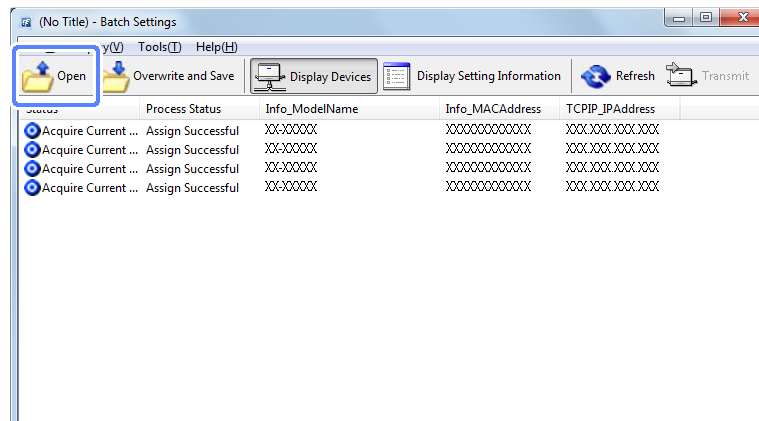 (No Title) - Batch Settings
y(V) Tools(T) Help(H)
Open Overwrite and Save Display Devices Display Setting Information Refresh Transmit
Status Process Status Info_ModelName Info_MACAddress TCPIP_IPAddress
Acquire Current ... Assign Successful XX-XXXXX XXXXXXXXXXXX XXX.XXX.XXX.XXX
Acquire Current ... Assign Successful XX-XXXXX XXXXXXXXXXXX XXX.XXX.XXX.XXX
Acquire Current ... Assign Successful XX-XXXXX XXXXXXXXXXXX XXX.XXX.XXX.XXX
Acquire Current ... Assign Successful XX-XXXXX XXXXXXXXXXXX XXX.XXX.XXX.XXX